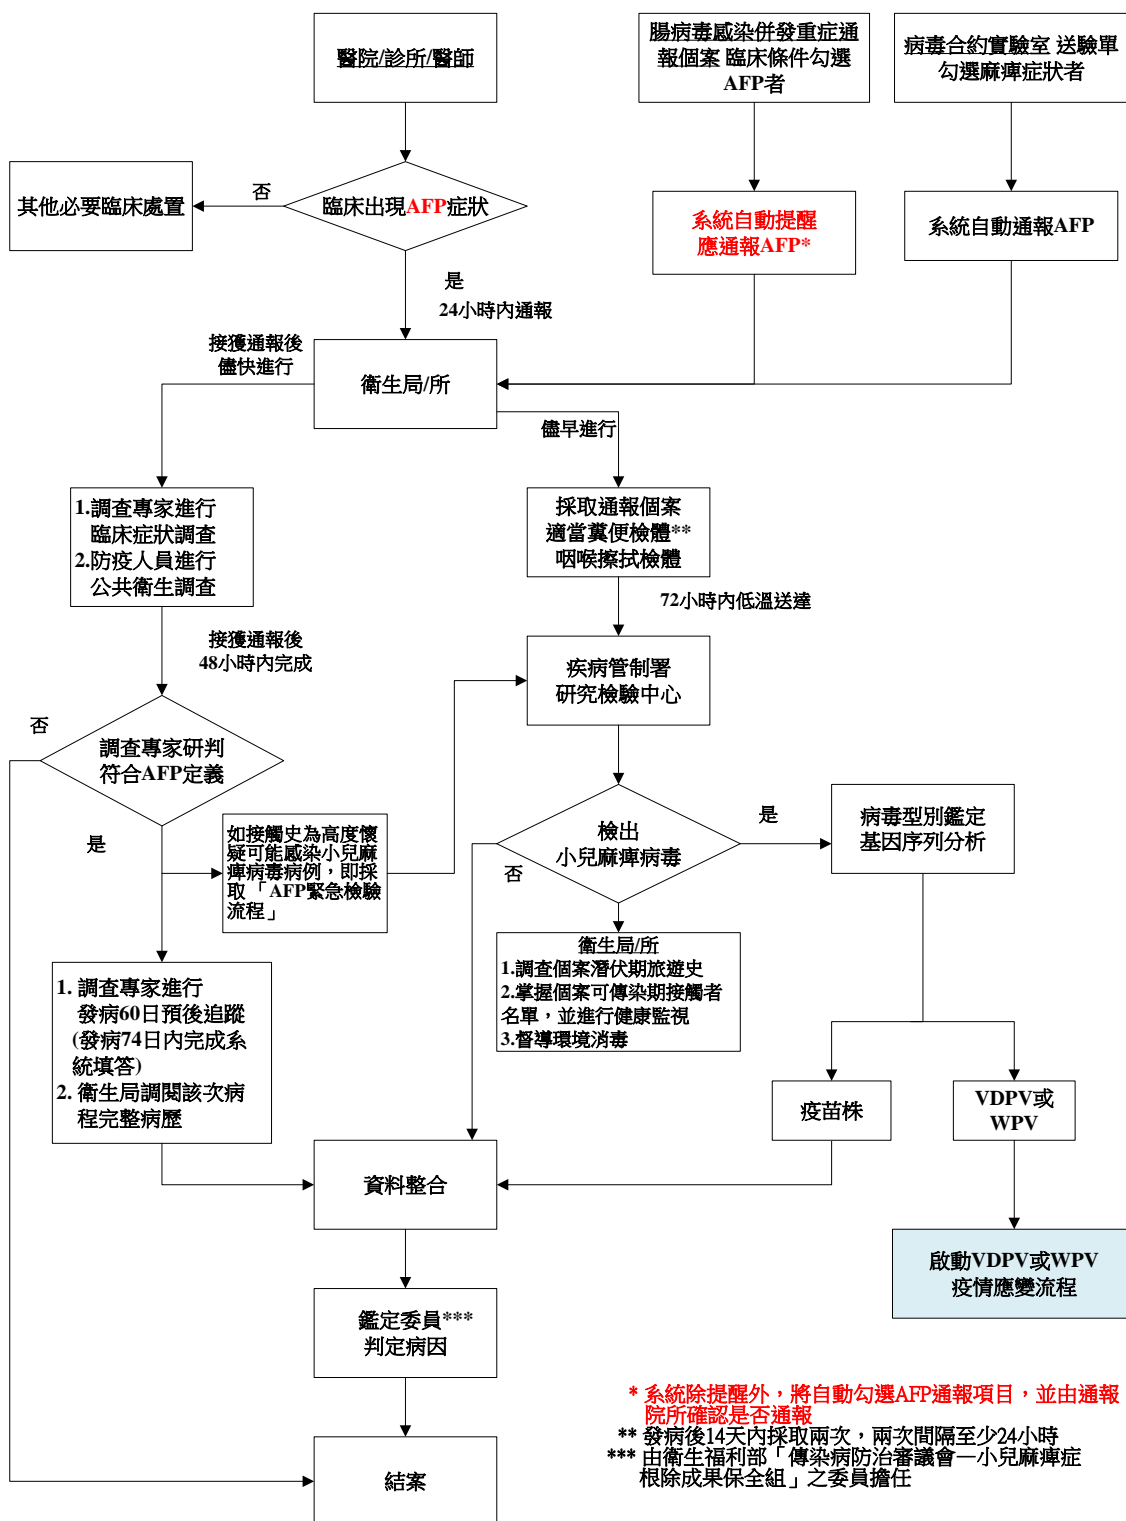 醫院/診所/醫師
腸病毒感染併發重症通
報個案 臨床條件勾選
AFP者
病毒合約實驗室 送驗單
勾選麻痺症狀者
其他必要臨床處置
否
臨床出現AFP症狀
系統自動提醒
應通報AFP*
系統自動通報AFP
是
24小時內通報
接獲通報後
儘快進行
衛生局/所
儘早進行
1.調查專家進行
臨床症狀調查
2.防疫人員進行
公共衛生調查
採取通報個案
適當糞便檢體**
咽喉擦拭檢體
72小時內低溫送達
接獲通報後
48小時內完成
疾病管制署
研究檢驗中心
否
調查專家研判
符合AFP定義
是
如接觸史為高度懷
疑可能感染小兒麻
痺病毒病例，即採
取「AFP緊急檢驗
流程」
檢出
小兒麻痺病毒
是
否
病毒型別鑑定
基因序列分析
衛生局/所
1.調查個案潛伏期旅遊史
2.掌握個案可傳染期接觸者
名單，並進行健康監視
3.督導環境消毒
1. 調查專家進行
發病60日預後追蹤
(發病74日內完成系
統填答)
2. 衛生局調閱該次病
程完整病歷
疫苗株
VDPV或
WPV
資料整合
啟動VDPV或WPV
疫情應變流程
鑑定委員***
判定病因
結案
* 系統除提醒外，將自動勾選AFP通報項目，並由通報
院所確認是否通報
** 發病後14天內採取兩次，兩次間隔至少24小時
*** 由衛生福利部「傳染病防治審議會—小兒麻痺症
根除成果保全組」之委員擔任